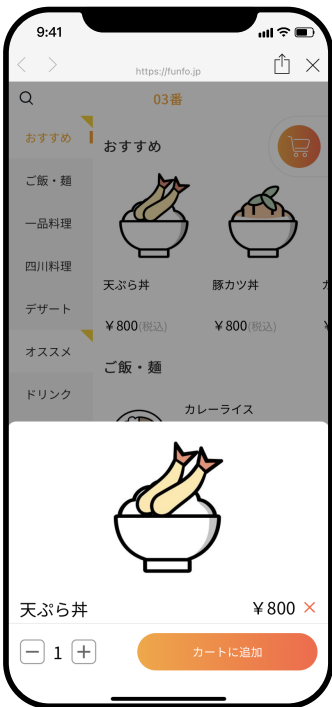 9:41
https://funfo.jp
03番
おすすめ
ご飯・麺
一品料理
四川料理
デザート
オススメ
ドリンク
おすすめ
天ぷら丼
豚カツ丼
¥800(税込)
¥800(税込)
ご飯・麺
カレーライス
天ぷら丼
¥800
1
カートに追加